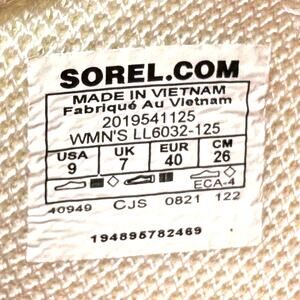 SOREL.COM
MADE IN VIETNAM
Fabriqué Au Vietnam
2019541125
WMN'S LL6032-125
USA UK EUR CM
9 7 40 26
ECA-4
40949 CJS 0821 122
194895782469